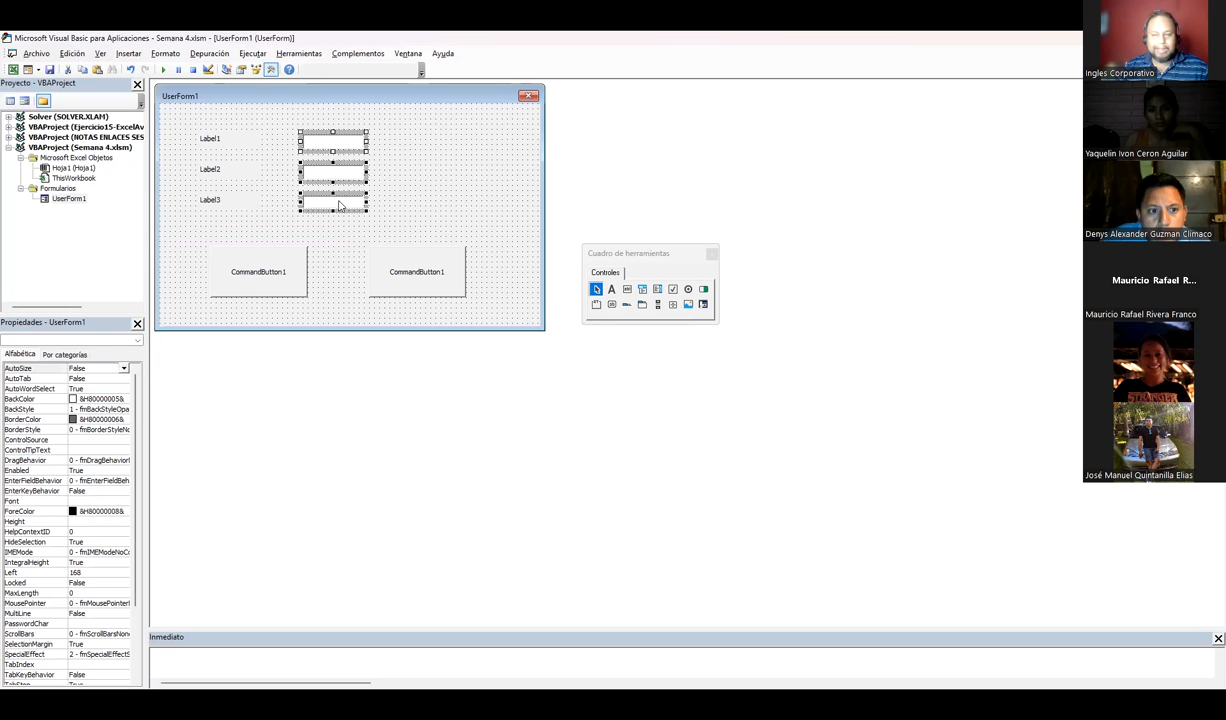 Microsoft Visual Basic para Aplicaciones - Semana 4.xlsm - [UserForm1 (UserForm)]
Archivo Edición Ver Insertar Formato Depuración Ejecutar Herramientas Complementos Ventana Ayuda
Proyecto - VBAProject
Solver (SOLVER.XLAM)
VBAProject (Ejercicio15-ExcelAv
VBAProject (NOTAS ENLACES SES
VBAProject (Semana 4.xlsm)
Microsoft Excel Objetos
Hoja1 (Hoja1)
ThisWorkbook
Formularios
UserForm1
Propiedades - UserForm1
Alfabética Por categorías
AutoSize False
AutoTab False
AutoWordSelect True
BackColor &H80000005&
BackStyle 1 - fmBackStyleOpa
BorderColor &H80000006&
BorderStyle 0 - fmBorderStyleNo
ControlSource
ControlTipText
DragBehavior 0 - fmDragBehaviorI
Enabled True
EnterFieldBehavior 0 - fmEnterFieldBeh
EnterKeyBehavior False
Font
ForeColor &H80000008&
Height
HelpContextID 0
HideSelection True
IMEMode 0 - fmIMEModeNoCo
IntegralHeight True
Left 168
Locked False
MaxLength 0
MousePointer 0 - fmMousePointerI
MultiLine False
PasswordChar
ScrollBars 0 - fmScrollBarsNone
SelectionMargin True
SpecialEffect 2 - fmSpecialEffectS
TabIndex
TabKeyBehavior False
TabStop True
UserForm1
Label1
Label2
Label3
CommandButton1 CommandButton1
Cuadro de herramientas
Controles
Inmediato
Ingles Corporativo
Yaquelin Ivon Ceron Aguilar
Denys Alexander Guzman Climaco
Mauricio Rafael R...
Mauricio Rafael Rivera Franco
STRANGER
José Manuel Quintanilla Elias